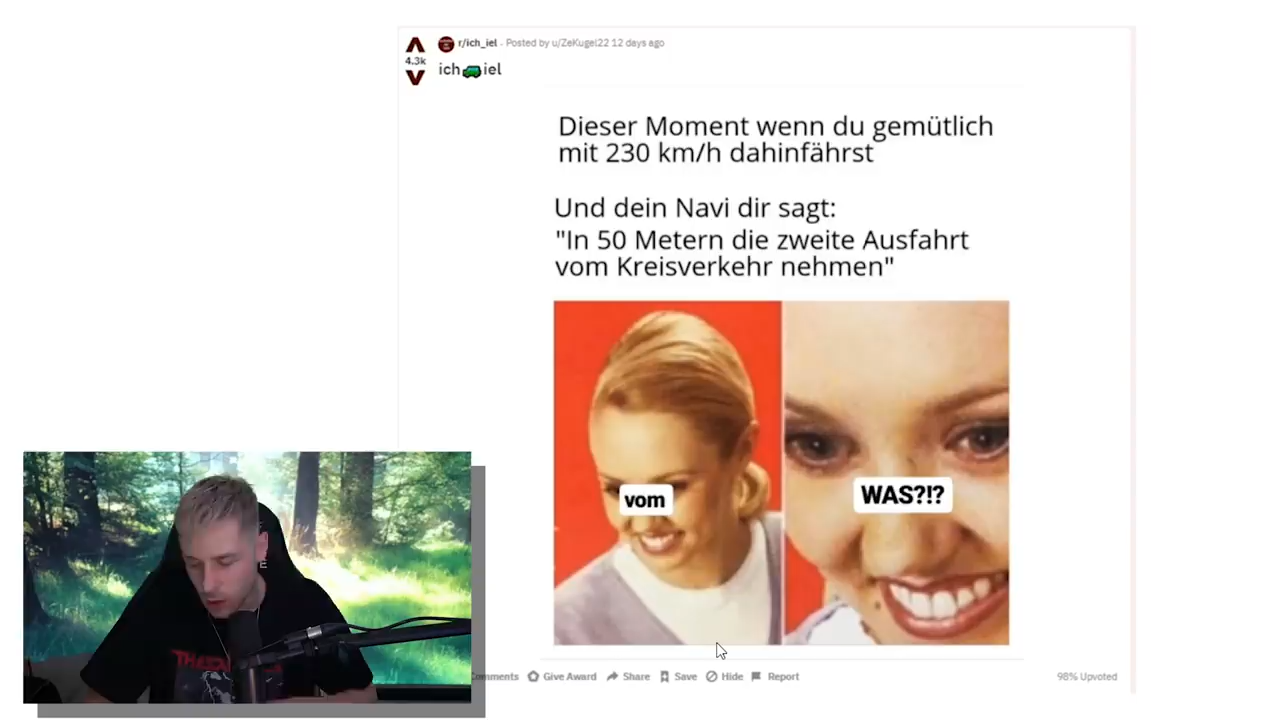 r/ich_iel · Posted by u/ZeKugel22 12 days ago
4.3k
ich iel
Dieser Moment wenn du gemütlich
mit 230 km/h dahinfährst
Und dein Navi dir sagt:
"In 50 Metern die zweite Ausfahrt
vom Kreisverkehr nehmen"
vom
WAS?!?
omments Give Award Share Save Hide Report 98% Upvoted